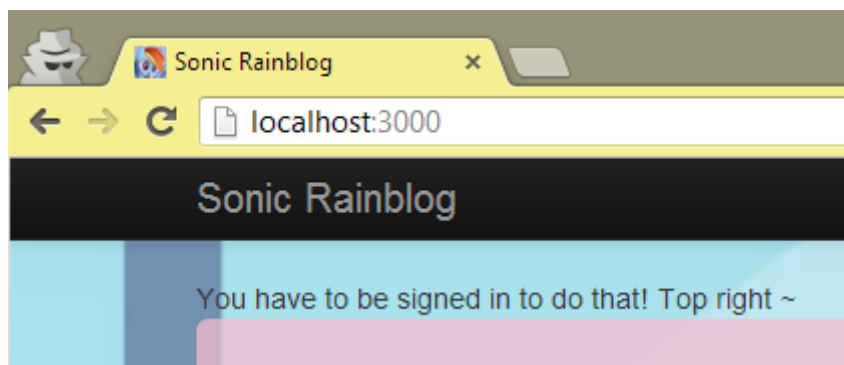 Sonic Rainblog
localhost:3000
Sonic Rainblog
You have to be signed in to do that! Top right ~